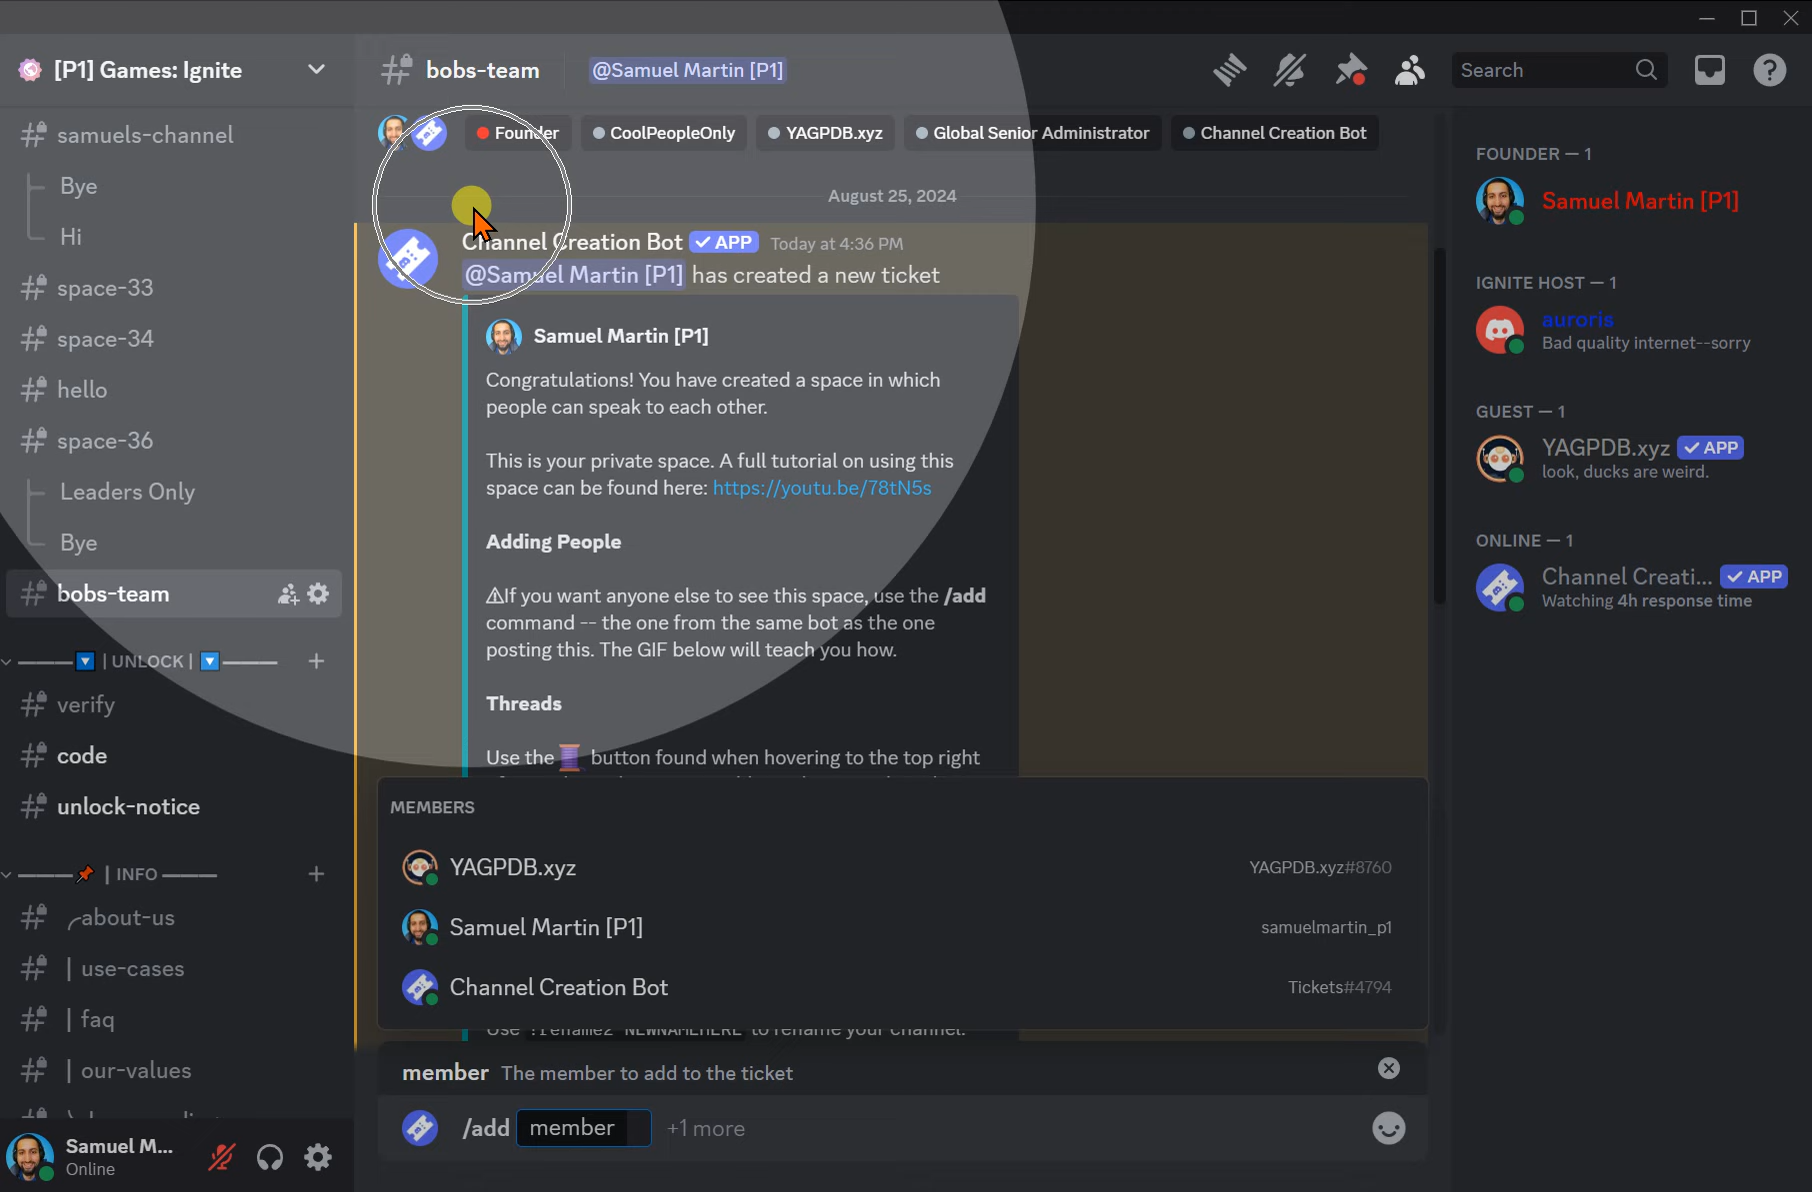 [P1] Games: Ignite
samuels-channel
Bye
Hi
space-33
space-34
hello
space-36
Leaders Only
Bye
bobs-team
| UNLOCK |
verify
code
unlock-notice
| INFO
about-us
| use-cases
| faq
| our-values
Samuel M...
Online
bobs-team
@Samuel Martin [P1]
Search
Founder
CoolPeopleOnly
YAGPDB.xyz
Global Senior Administrator
Channel Creation Bot
August 25, 2024
Channel Creation Bot ✓ APP Today at 4:36 PM
@Samuel Martin [P1] has created a new ticket
Samuel Martin [P1]
Congratulations! You have created a space in which
people can speak to each other.
This is your private space. A full tutorial on using this
space can be found here: https://youtu.be/78tN5s
Adding People
⚠If you want anyone else to see this space, use the /add
command -- the one from the same bot as the one
posting this. The GIF below will teach you how.
Threads
Use the 🧵 button found when hovering to the top right
MEMBERS
YAGPDB.xyz YAGPDB.xyz#8760
Samuel Martin [P1] samuelmartin_p1
Channel Creation Bot Tickets#4794
Use !rename2 NEWNAMEHERE to rename your channel.
member The member to add to the ticket
/add member +1 more
FOUNDER — 1
Samuel Martin [P1]
IGNITE HOST — 1
auroris
Bad quality internet--sorry
GUEST — 1
YAGPDB.xyz ✓ APP
look, ducks are weird.
ONLINE — 1
Channel Creati... ✓ APP
Watching 4h response time